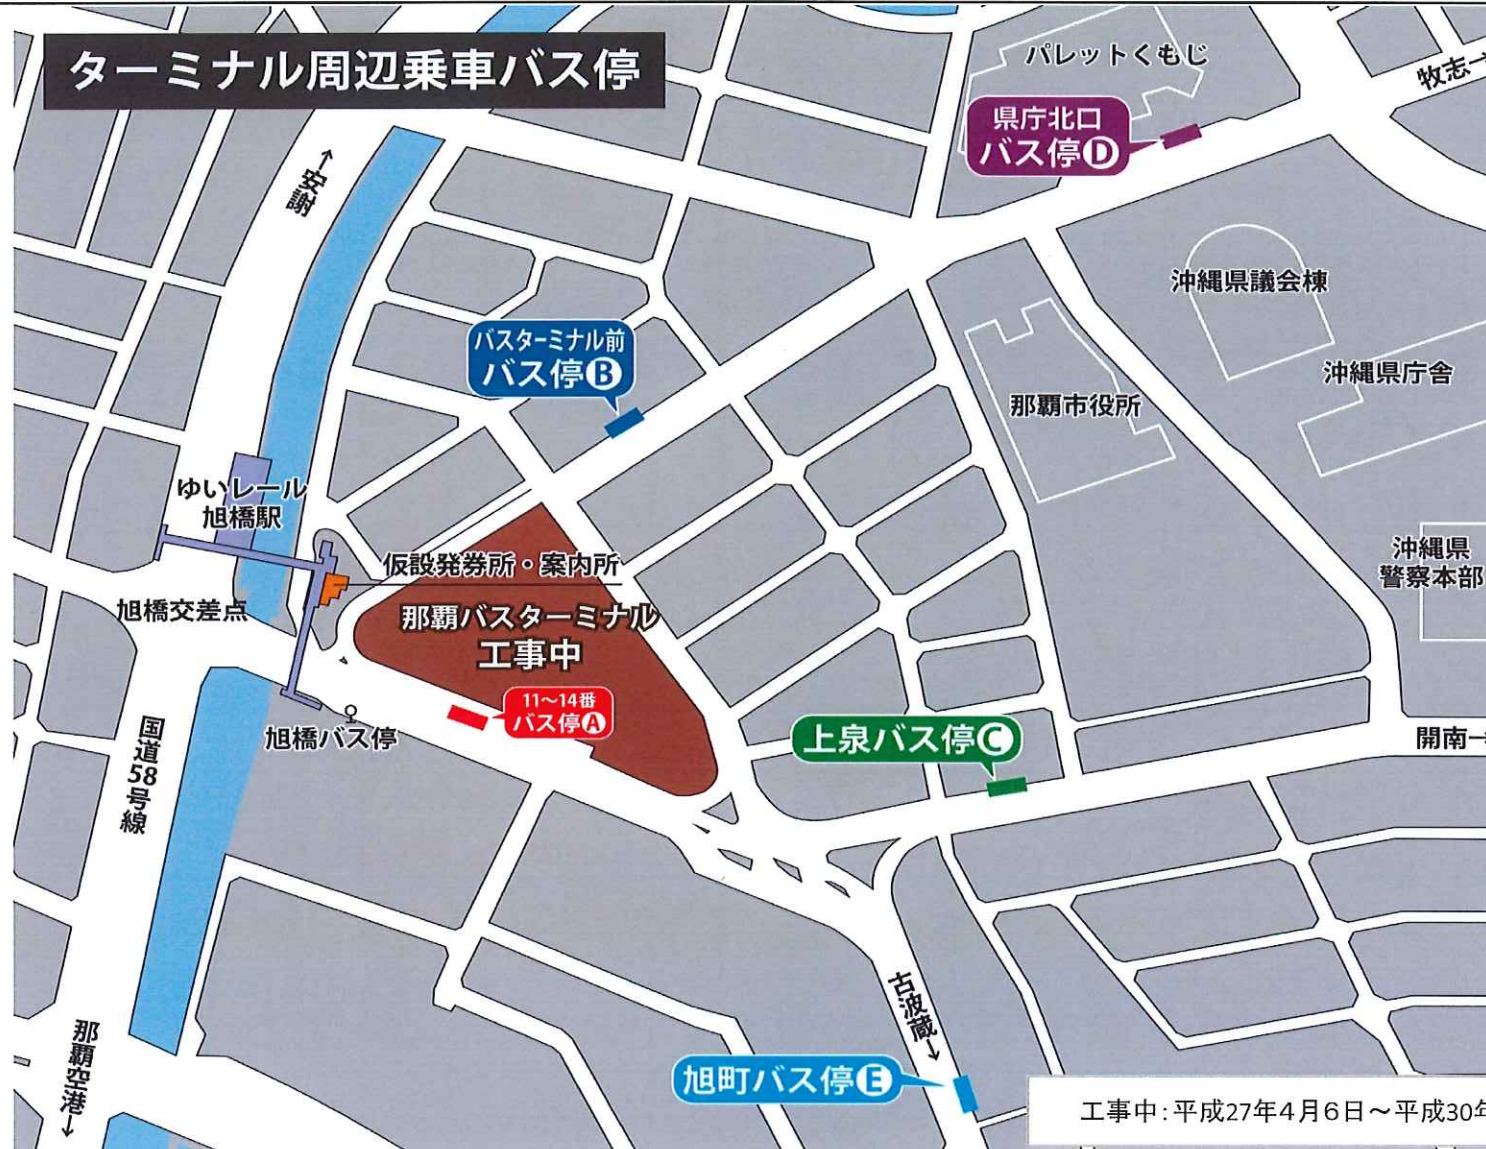 ターミナル周辺乗車バス停
パレットくもじ
牧志→
県庁北口
バス停D
↑安謝
沖縄県議会棟
バスターミナル前
バス停B
沖縄県庁舎
那覇市役所
ゆいレール
旭橋駅
仮設発券所・案内所
沖縄県
警察本部
旭橋交差点
那覇バスターミナル
工事中
11～14番
バス停A
旭橋バス停
国道58号線
上泉バス停C
開南→
古波蔵→
那覇空港→
旭町バス停E
工事中：平成27年4月6日～平成30年